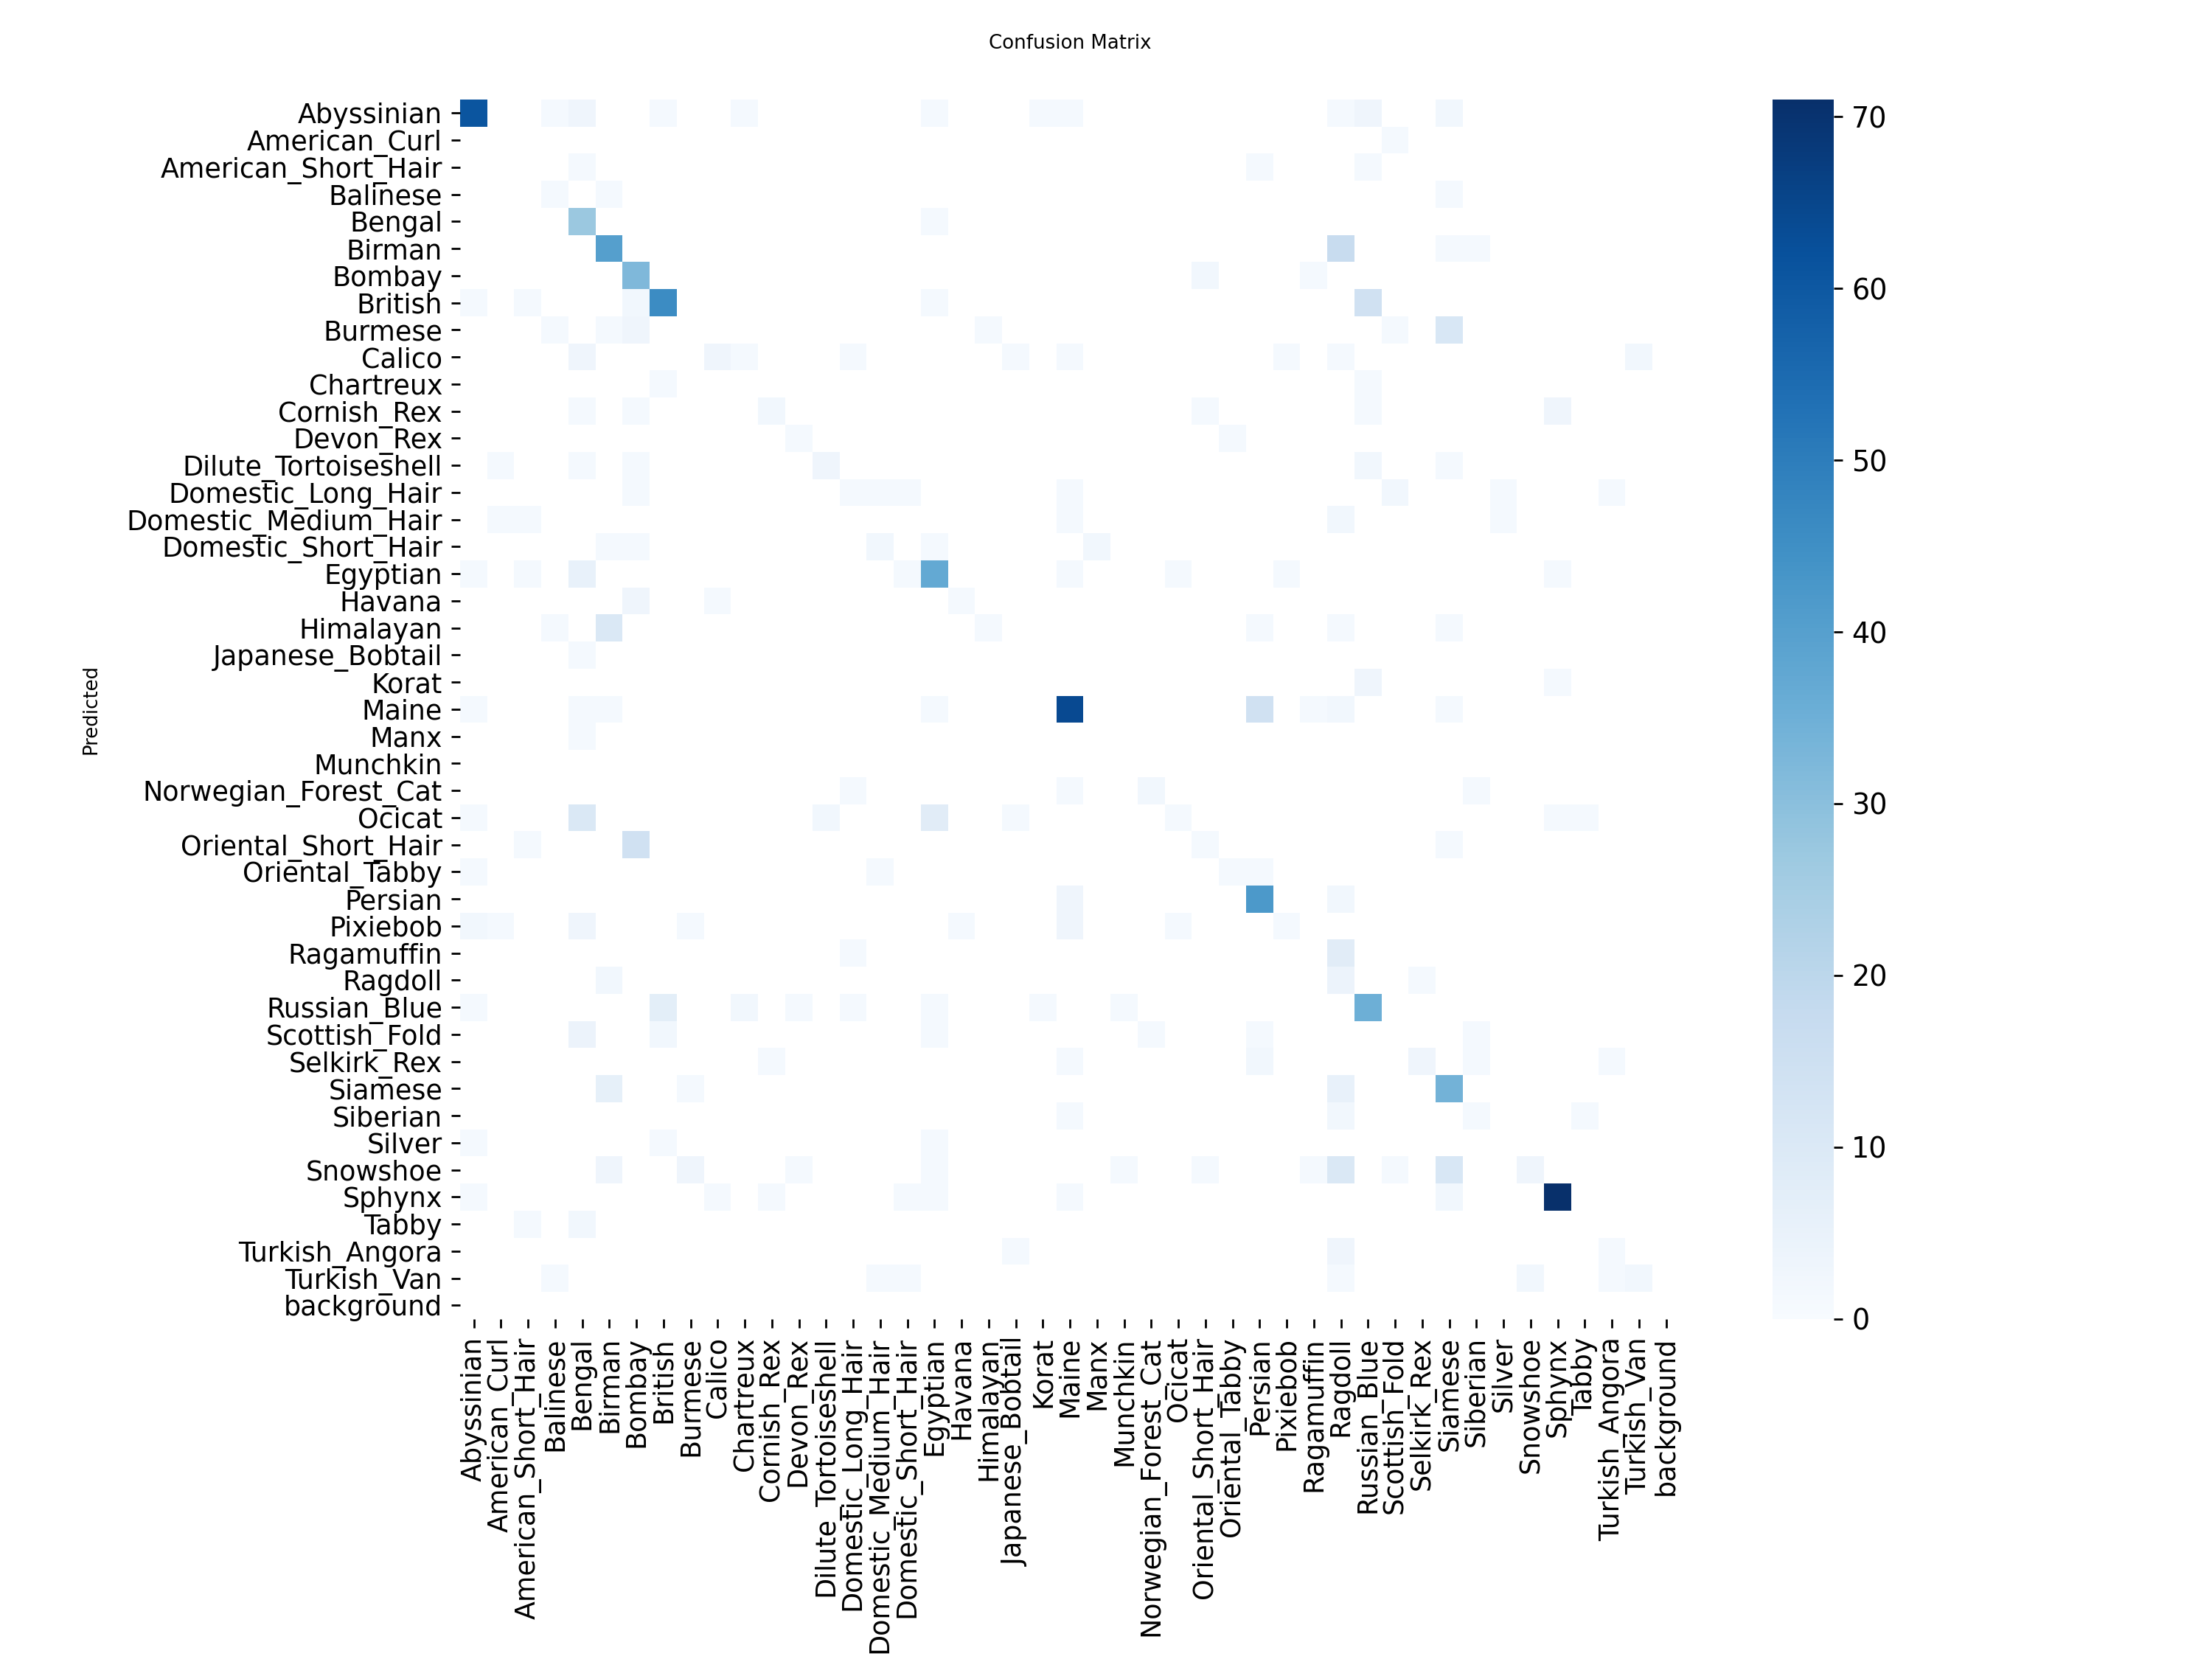 Confusion Matrix
Predicted
Abyssinian
American_Curl
American_Short_Hair
Balinese
Bengal
Birman
Bombay
British
Burmese
Calico
Chartreux
Cornish_Rex
Devon_Rex
Dilute_Tortoiseshell
Domestic_Long_Hair
Domestic_Medium_Hair
Domestic_Short_Hair
Egyptian
Havana
Himalayan
Japanese_Bobtail
Korat
Maine
Manx
Munchkin
Norwegian_Forest_Cat
Ocicat
Oriental_Short_Hair
Oriental_Tabby
Persian
Pixiebob
Ragamuffin
Ragdoll
Russian_Blue
Scottish_Fold
Selkirk_Rex
Siamese
Siberian
Silver
Snowshoe
Sphynx
Tabby
Turkish_Angora
Turkish_Van
background
Abyssinian
American_Curl
American_Short_Hair
Balinese
Bengal
Birman
Bombay
British
Burmese
Calico
Chartreux
Cornish_Rex
Devon_Rex
Dilute_Tortoiseshell
Domestic_Long_Hair
Domestic_Medium_Hair
Domestic_Short_Hair
Egyptian
Havana
Himalayan
Japanese_Bobtail
Korat
Maine
Manx
Munchkin
Norwegian_Forest_Cat
Ocicat
Oriental_Short_Hair
Oriental_Tabby
Persian
Pixiebob
Ragamuffin
Ragdoll
Russian_Blue
Scottish_Fold
Selkirk_Rex
Siamese
Siberian
Silver
Snowshoe
Sphynx
Tabby
Turkish_Angora
Turkish_Van
background
70
60
50
40
30
20
10
0